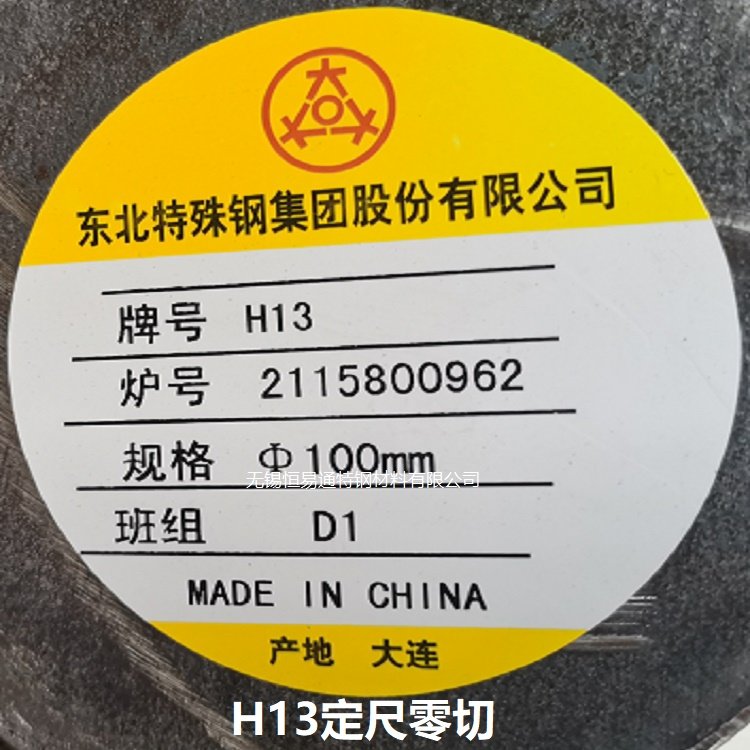 东北特殊钢集团股份有限公司
牌号 H13
炉号 2115800962
规格 Φ100mm
无锡恒易通特钢材料有限公司
班组 D1
MADE IN CHINA
产地 大连
H13定尺零切